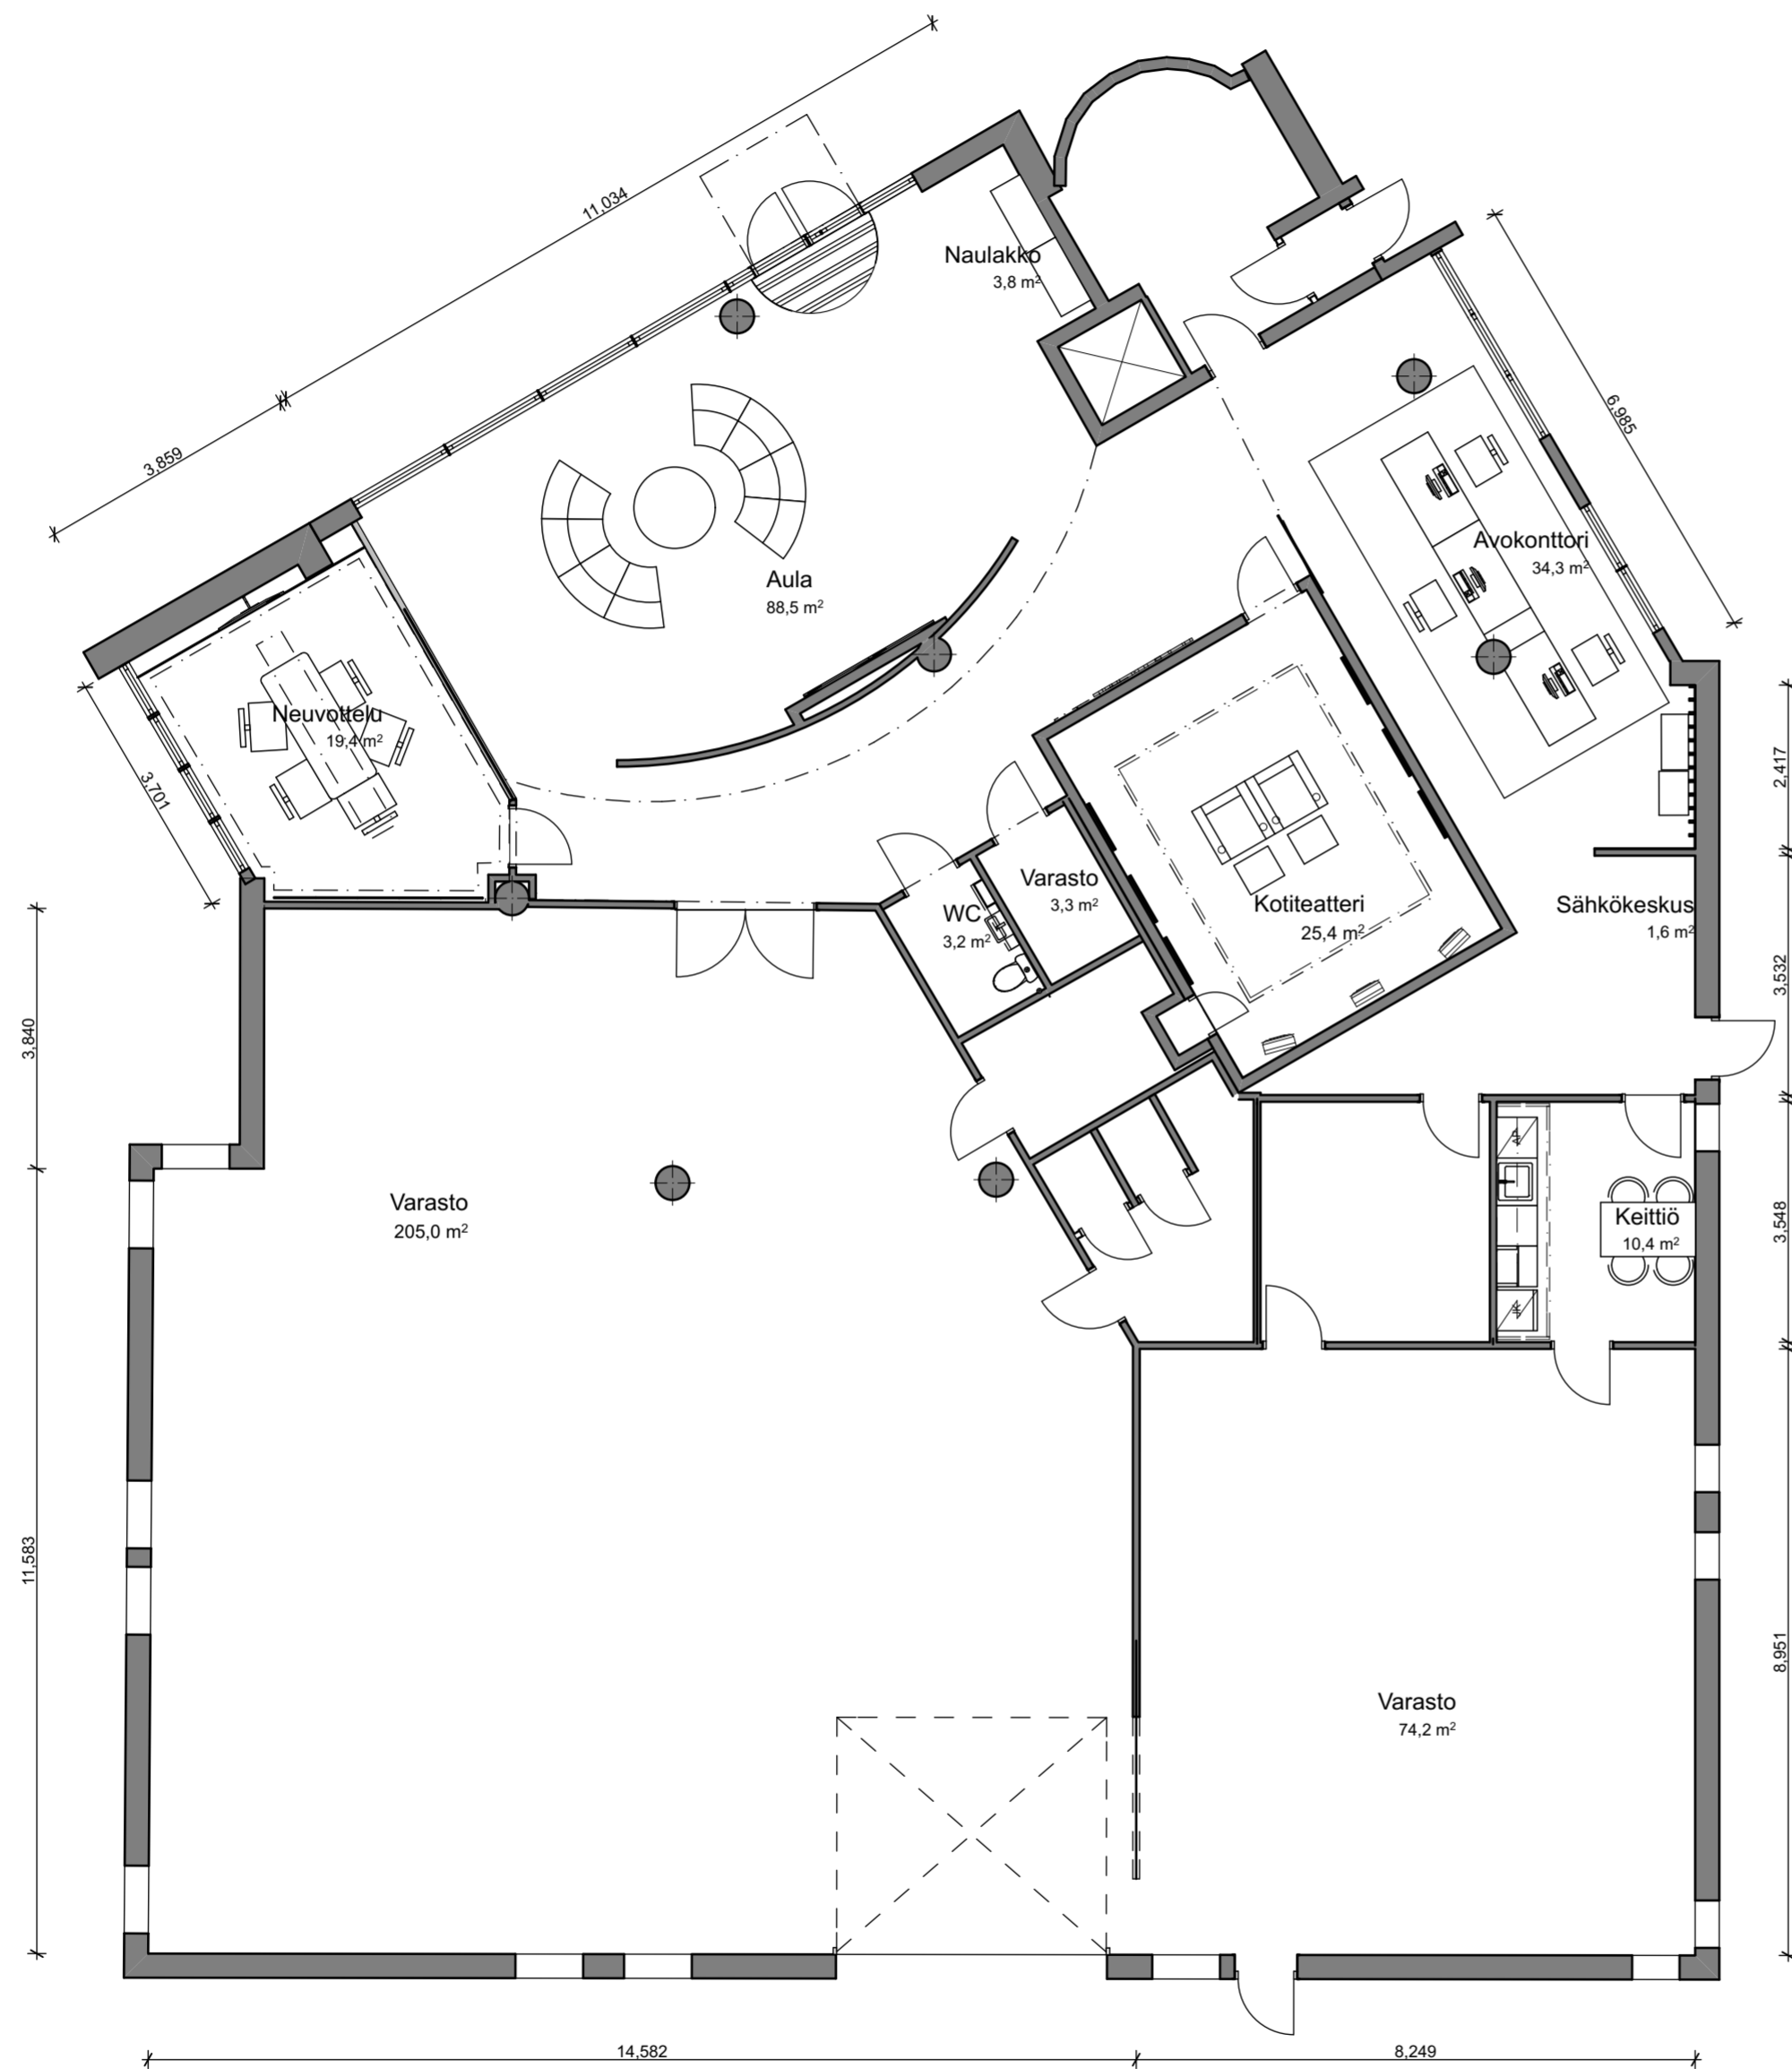 11,034
3,859
Naulakko
3,8 m²
6,985
Avokonttori
34,3 m²
Aula
88,5 m²
Neuvottelu
19,4 m²
3,701
2,417
Varasto
3,3 m²
WC
3,2 m²
Kotiteatteri
25,4 m²
Sähkökeskus
1,6 m²
3,532
3,840
AP
Varasto
205,0 m²
Keittiö
10,4 m²
3,548
JK
11,583
8,951
Varasto
74,2 m²
14,582
8,249